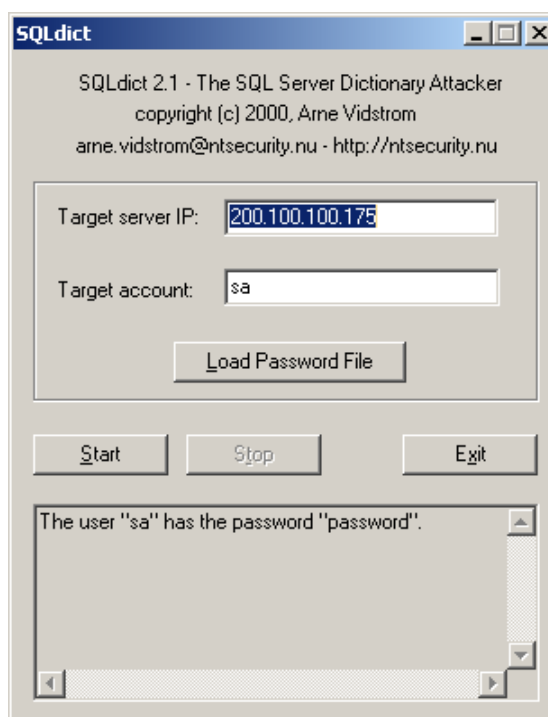 SQLdict
SQLdict 2.1 - The SQL Server Dictionary Attacker
copyright (c) 2000, Arne Vidstrom
arne.vidstrom@ntsecurity.nu - http://ntsecurity.nu
Target server IP: 200.100.100.175
Target account: sa
Load Password File
Start Stop Exit
The user "sa" has the password "password".